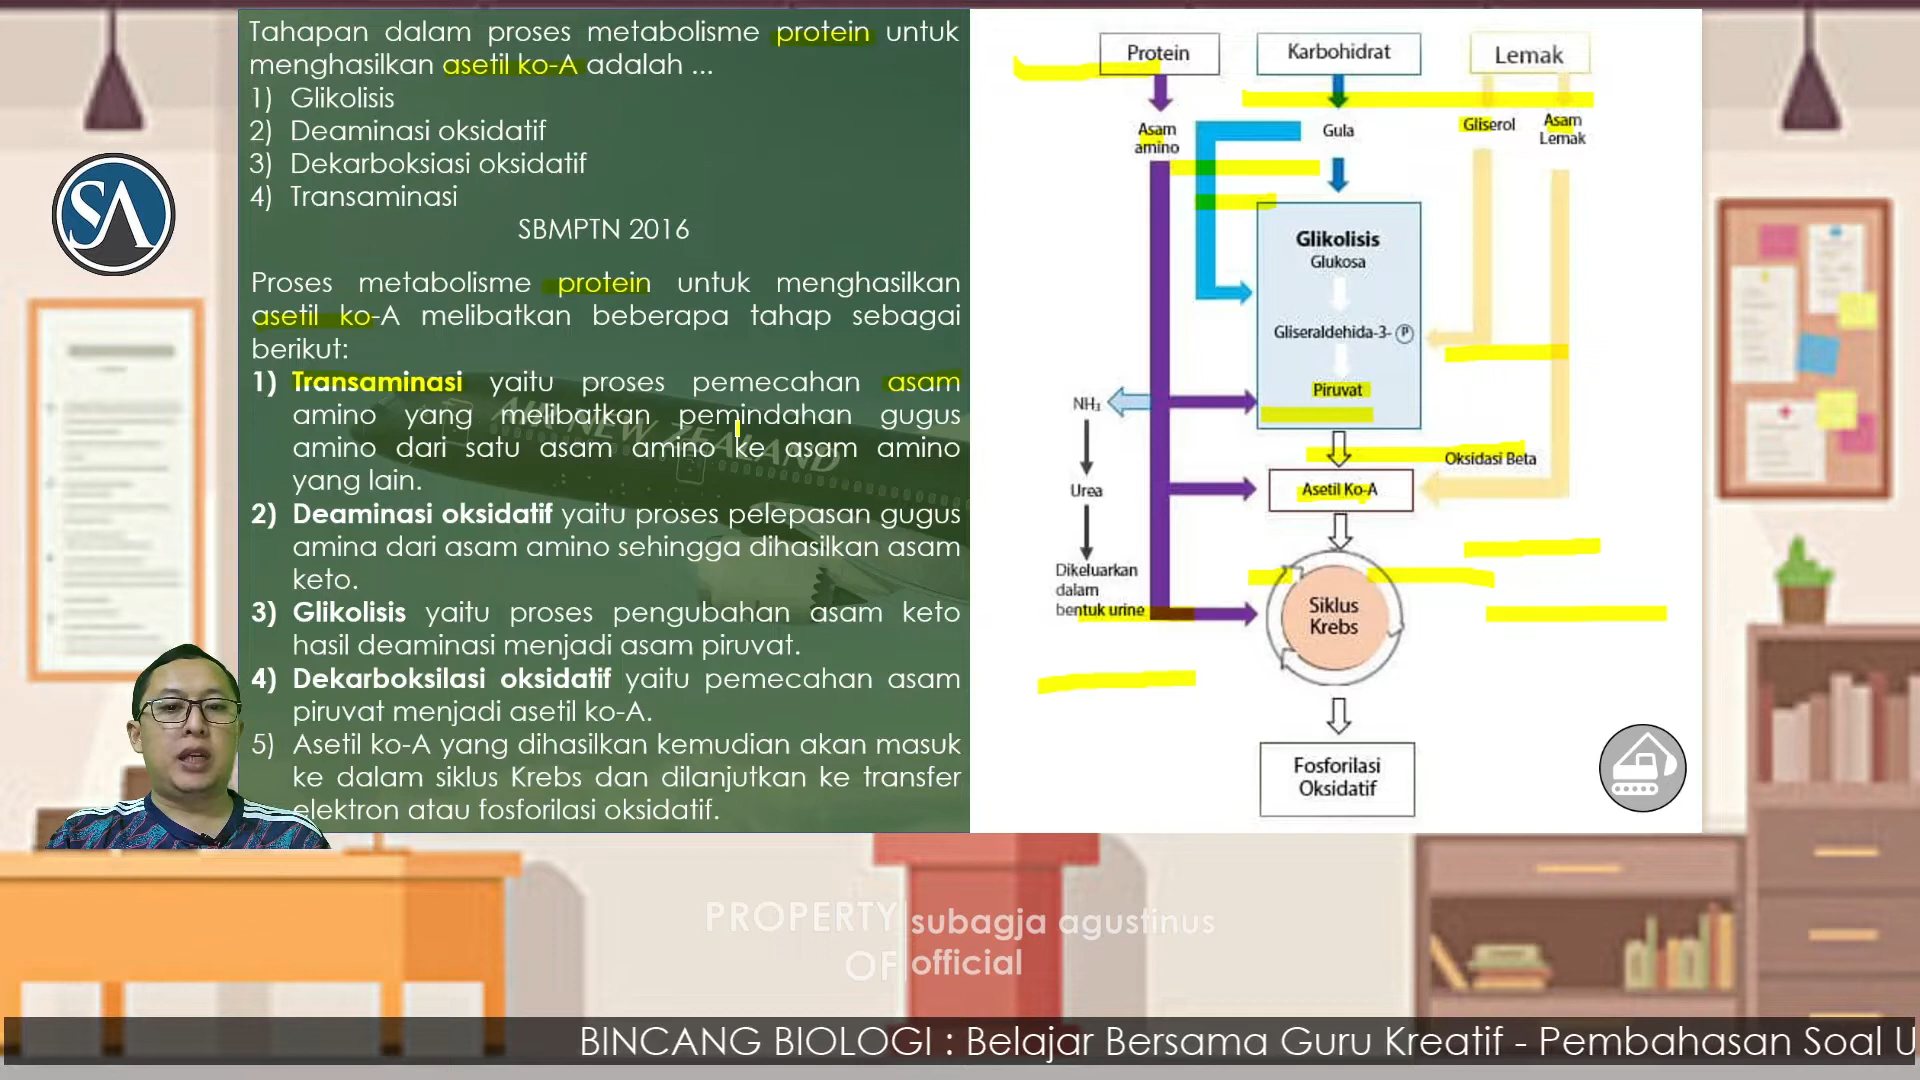 Tahapan dalam proses metabolisme protein untuk
menghasilkan asetil ko-A adalah ...
1) Glikolisis
2) Deaminasi oksidatif
3) Dekarboksiasi oksidatif
4) Transaminasi
SBMPTN 2016
Proses metabolisme protein untuk menghasilkan
asetil ko-A melibatkan beberapa tahap sebagai
berikut:
1) Transaminasi yaitu proses pemecahan asam
amino yang melibatkan pemindahan gugus
amino dari satu asam amino ke asam amino
yang lain.
2) Deaminasi oksidatif yaitu proses pelepasan gugus
amina dari asam amino sehingga dihasilkan asam
keto.
3) Glikolisis yaitu proses pengubahan asam keto
hasil deaminasi menjadi asam piruvat.
4) Dekarboksilasi oksidatif yaitu pemecahan asam
piruvat menjadi asetil ko-A.
5) Asetil ko-A yang dihasilkan kemudian akan masuk
ke dalam siklus Krebs dan dilanjutkan ke transfer
elektron atau fosforilasi oksidatif.
AIR NEW ZEALAND
SA
Protein
Karbohidrat
Lemak
Asam
amino
Gula
Gliserol
Asam
Lemak
Glikolisis
Glukosa
Gliseraldehida-3- P
Piruvat
NH₃
Oksidasi Beta
Urea
Asetil Ko-A
Dikeluarkan
dalam
bentuk urine
Siklus
Krebs
Fosforilasi
Oksidatif
PROPERTY OF
subagja agustinus
official
BINCANG BIOLOGI : Belajar Bersama Guru Kreatif - Pembahasan Soal U